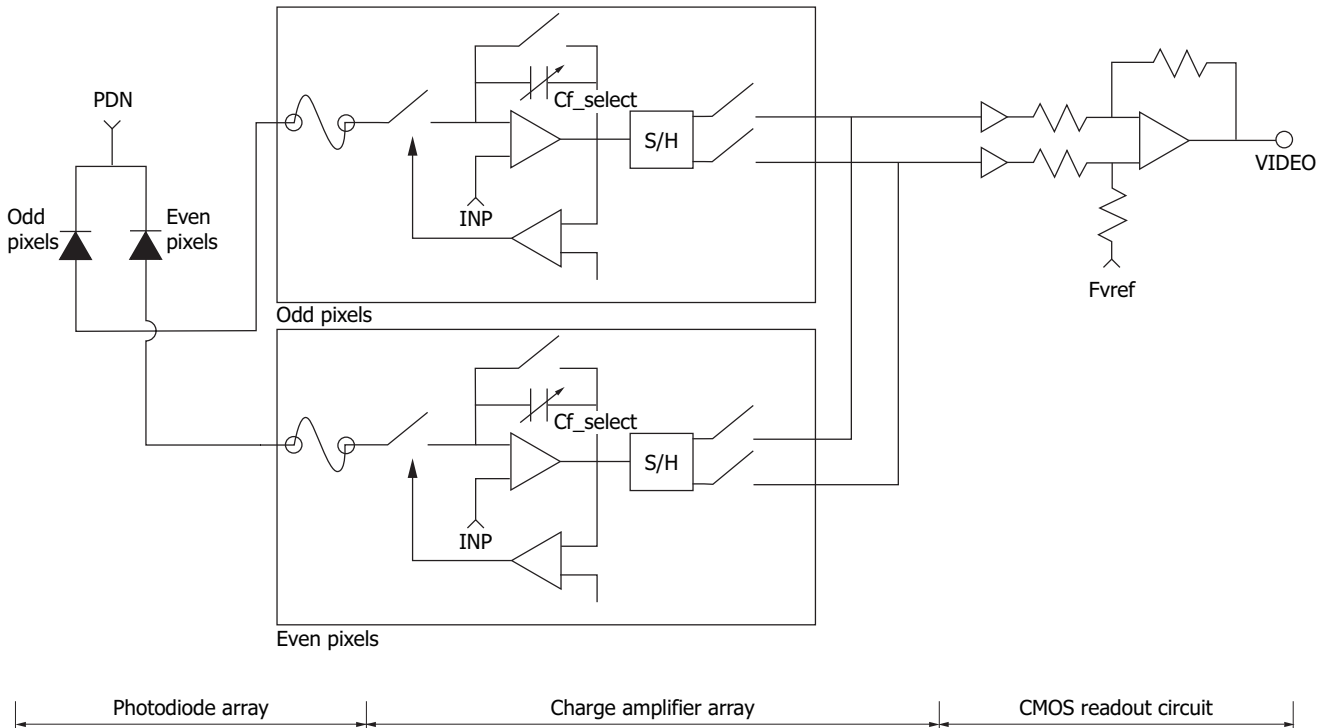 PDN
Odd
pixels
Even
pixels
Cf_select
S/H
INP
Odd pixels
Cf_select
S/H
INP
Even pixels
VIDEO
Fvref
Photodiode array
Charge amplifier array
CMOS readout circuit